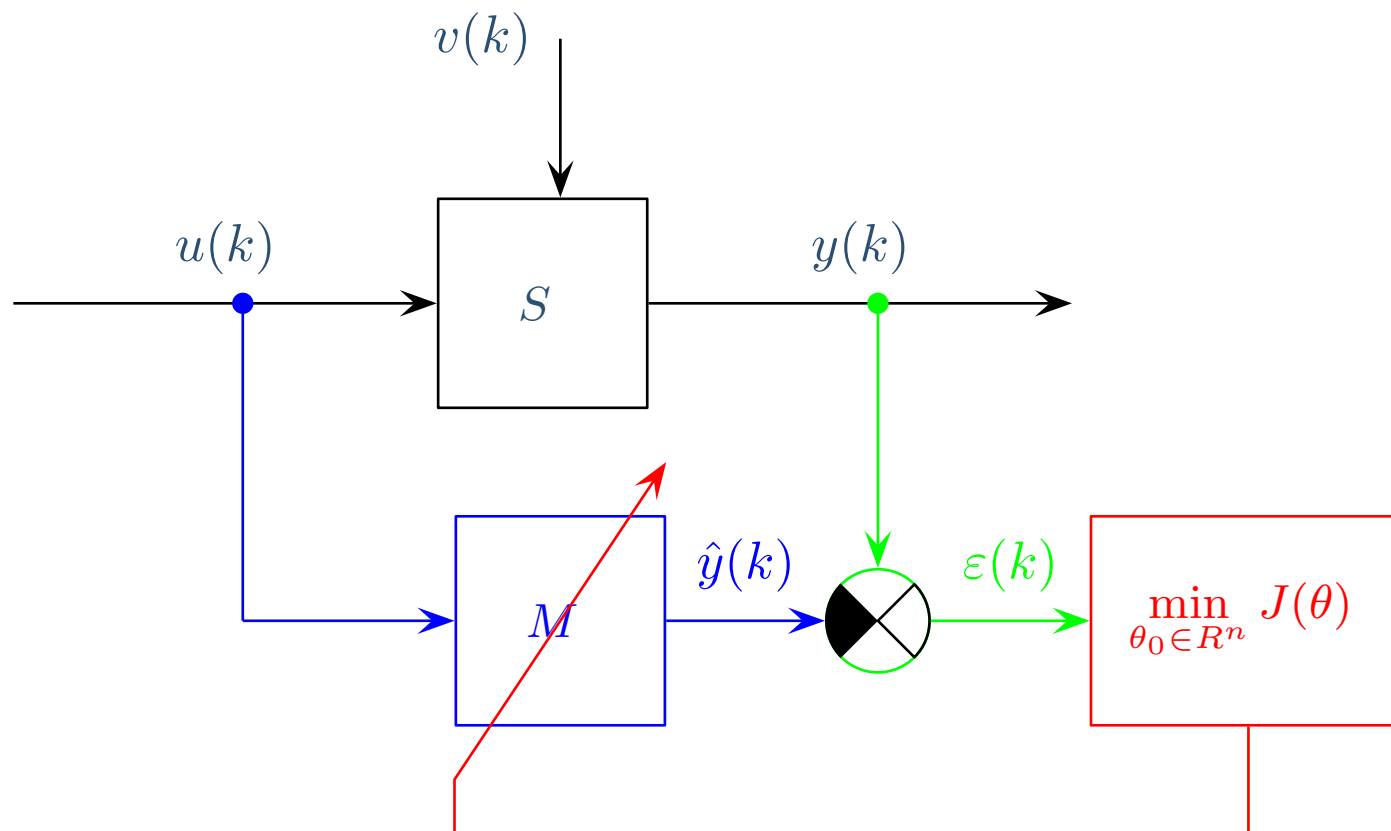 v(k)
u(k)
y(k)
S
ŷ(k)
ε(k)
M
min J(θ)
θ₀∈Rⁿ